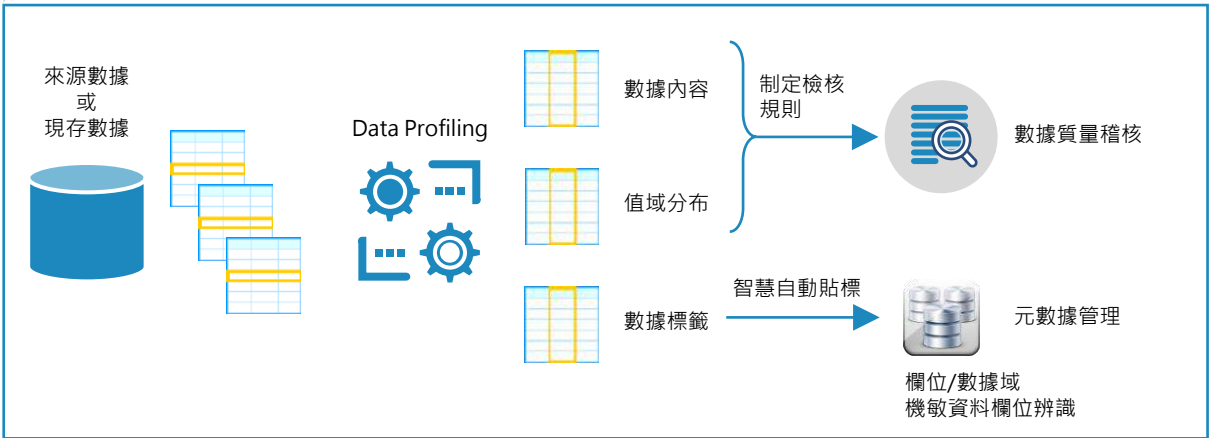 來源數據
或
現存數據
Data Profiling
數據內容
值域分布
數據標籤
制定檢核
規則
智慧自動貼標
數據質量稽核
元數據管理
欄位/數據域
機敏資料欄位辨識